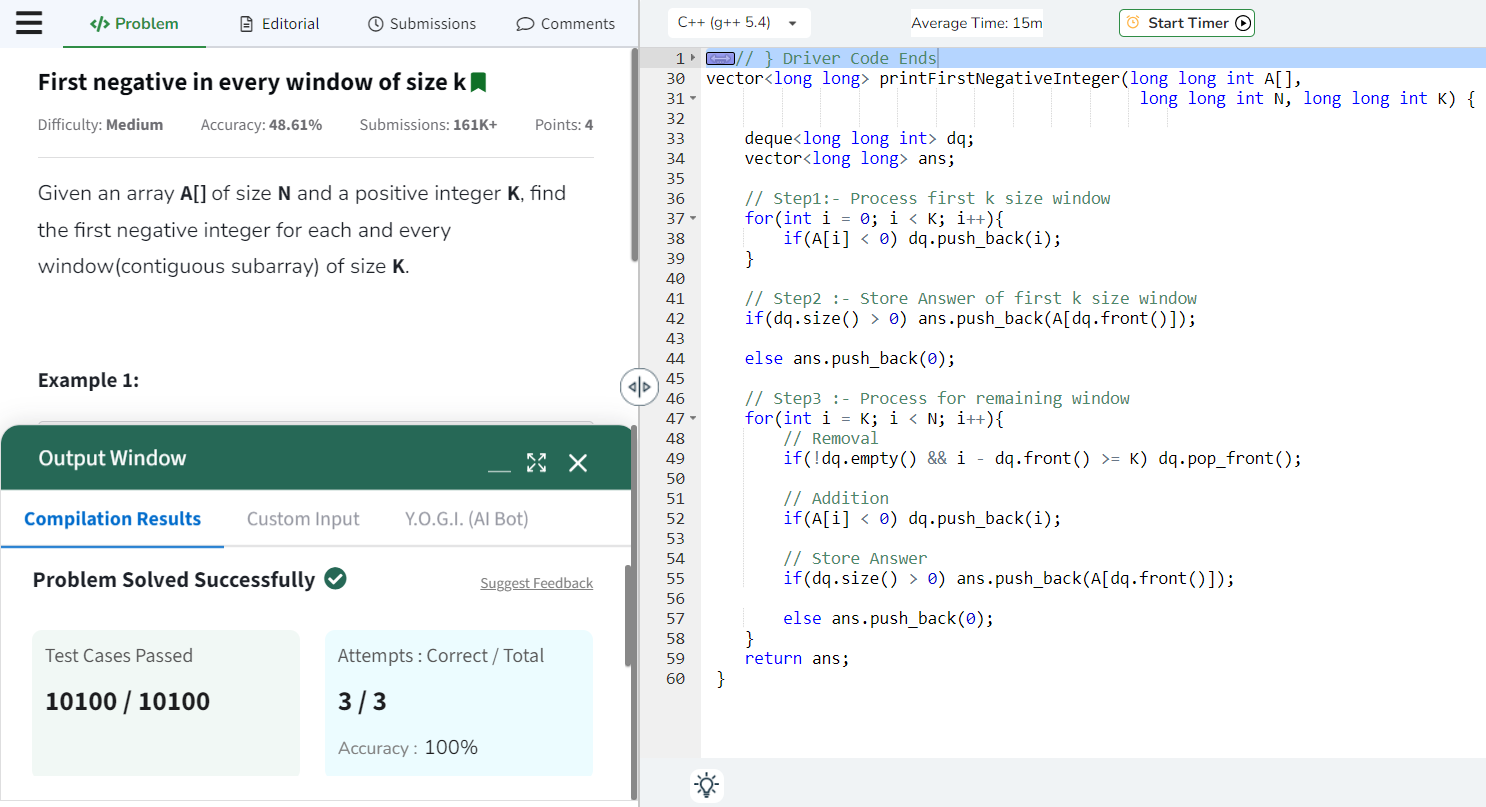 </> Problem
Editorial
Submissions
Comments
First negative in every window of size k
Difficulty: Medium Accuracy: 48.61% Submissions: 161K+ Points: 4
Given an array A[] of size N and a positive integer K, find
the first negative integer for each and every
window(contiguous subarray) of size K.
Example 1:
Output Window
Compilation Results Custom Input Y.O.G.I. (AI Bot)
Problem Solved Successfully
Suggest Feedback
Test Cases Passed
10100 / 10100
Attempts : Correct / Total
3 / 3
Accuracy : 100%
C++ (g++ 5.4)
Average Time: 15m
Start Timer
1 // } Driver Code Ends
30 vector<long long> printFirstNegativeInteger(long long int A[],
31 long long int N, long long int K) {
32
33 deque<long long int> dq;
34 vector<long long> ans;
35
36 // Step1:- Process first k size window
37 for(int i = 0; i < K; i++){
38 if(A[i] < 0) dq.push_back(i);
39 }
40
41 // Step2 :- Store Answer of first k size window
42 if(dq.size() > 0) ans.push_back(A[dq.front()]);
43
44 else ans.push_back(0);
45
46 // Step3 :- Process for remaining window
47 for(int i = K; i < N; i++){
48 // Removal
49 if(!dq.empty() && i - dq.front() >= K) dq.pop_front();
50
51 // Addition
52 if(A[i] < 0) dq.push_back(i);
53
54 // Store Answer
55 if(dq.size() > 0) ans.push_back(A[dq.front()]);
56
57 else ans.push_back(0);
58 }
59 return ans;
60 }